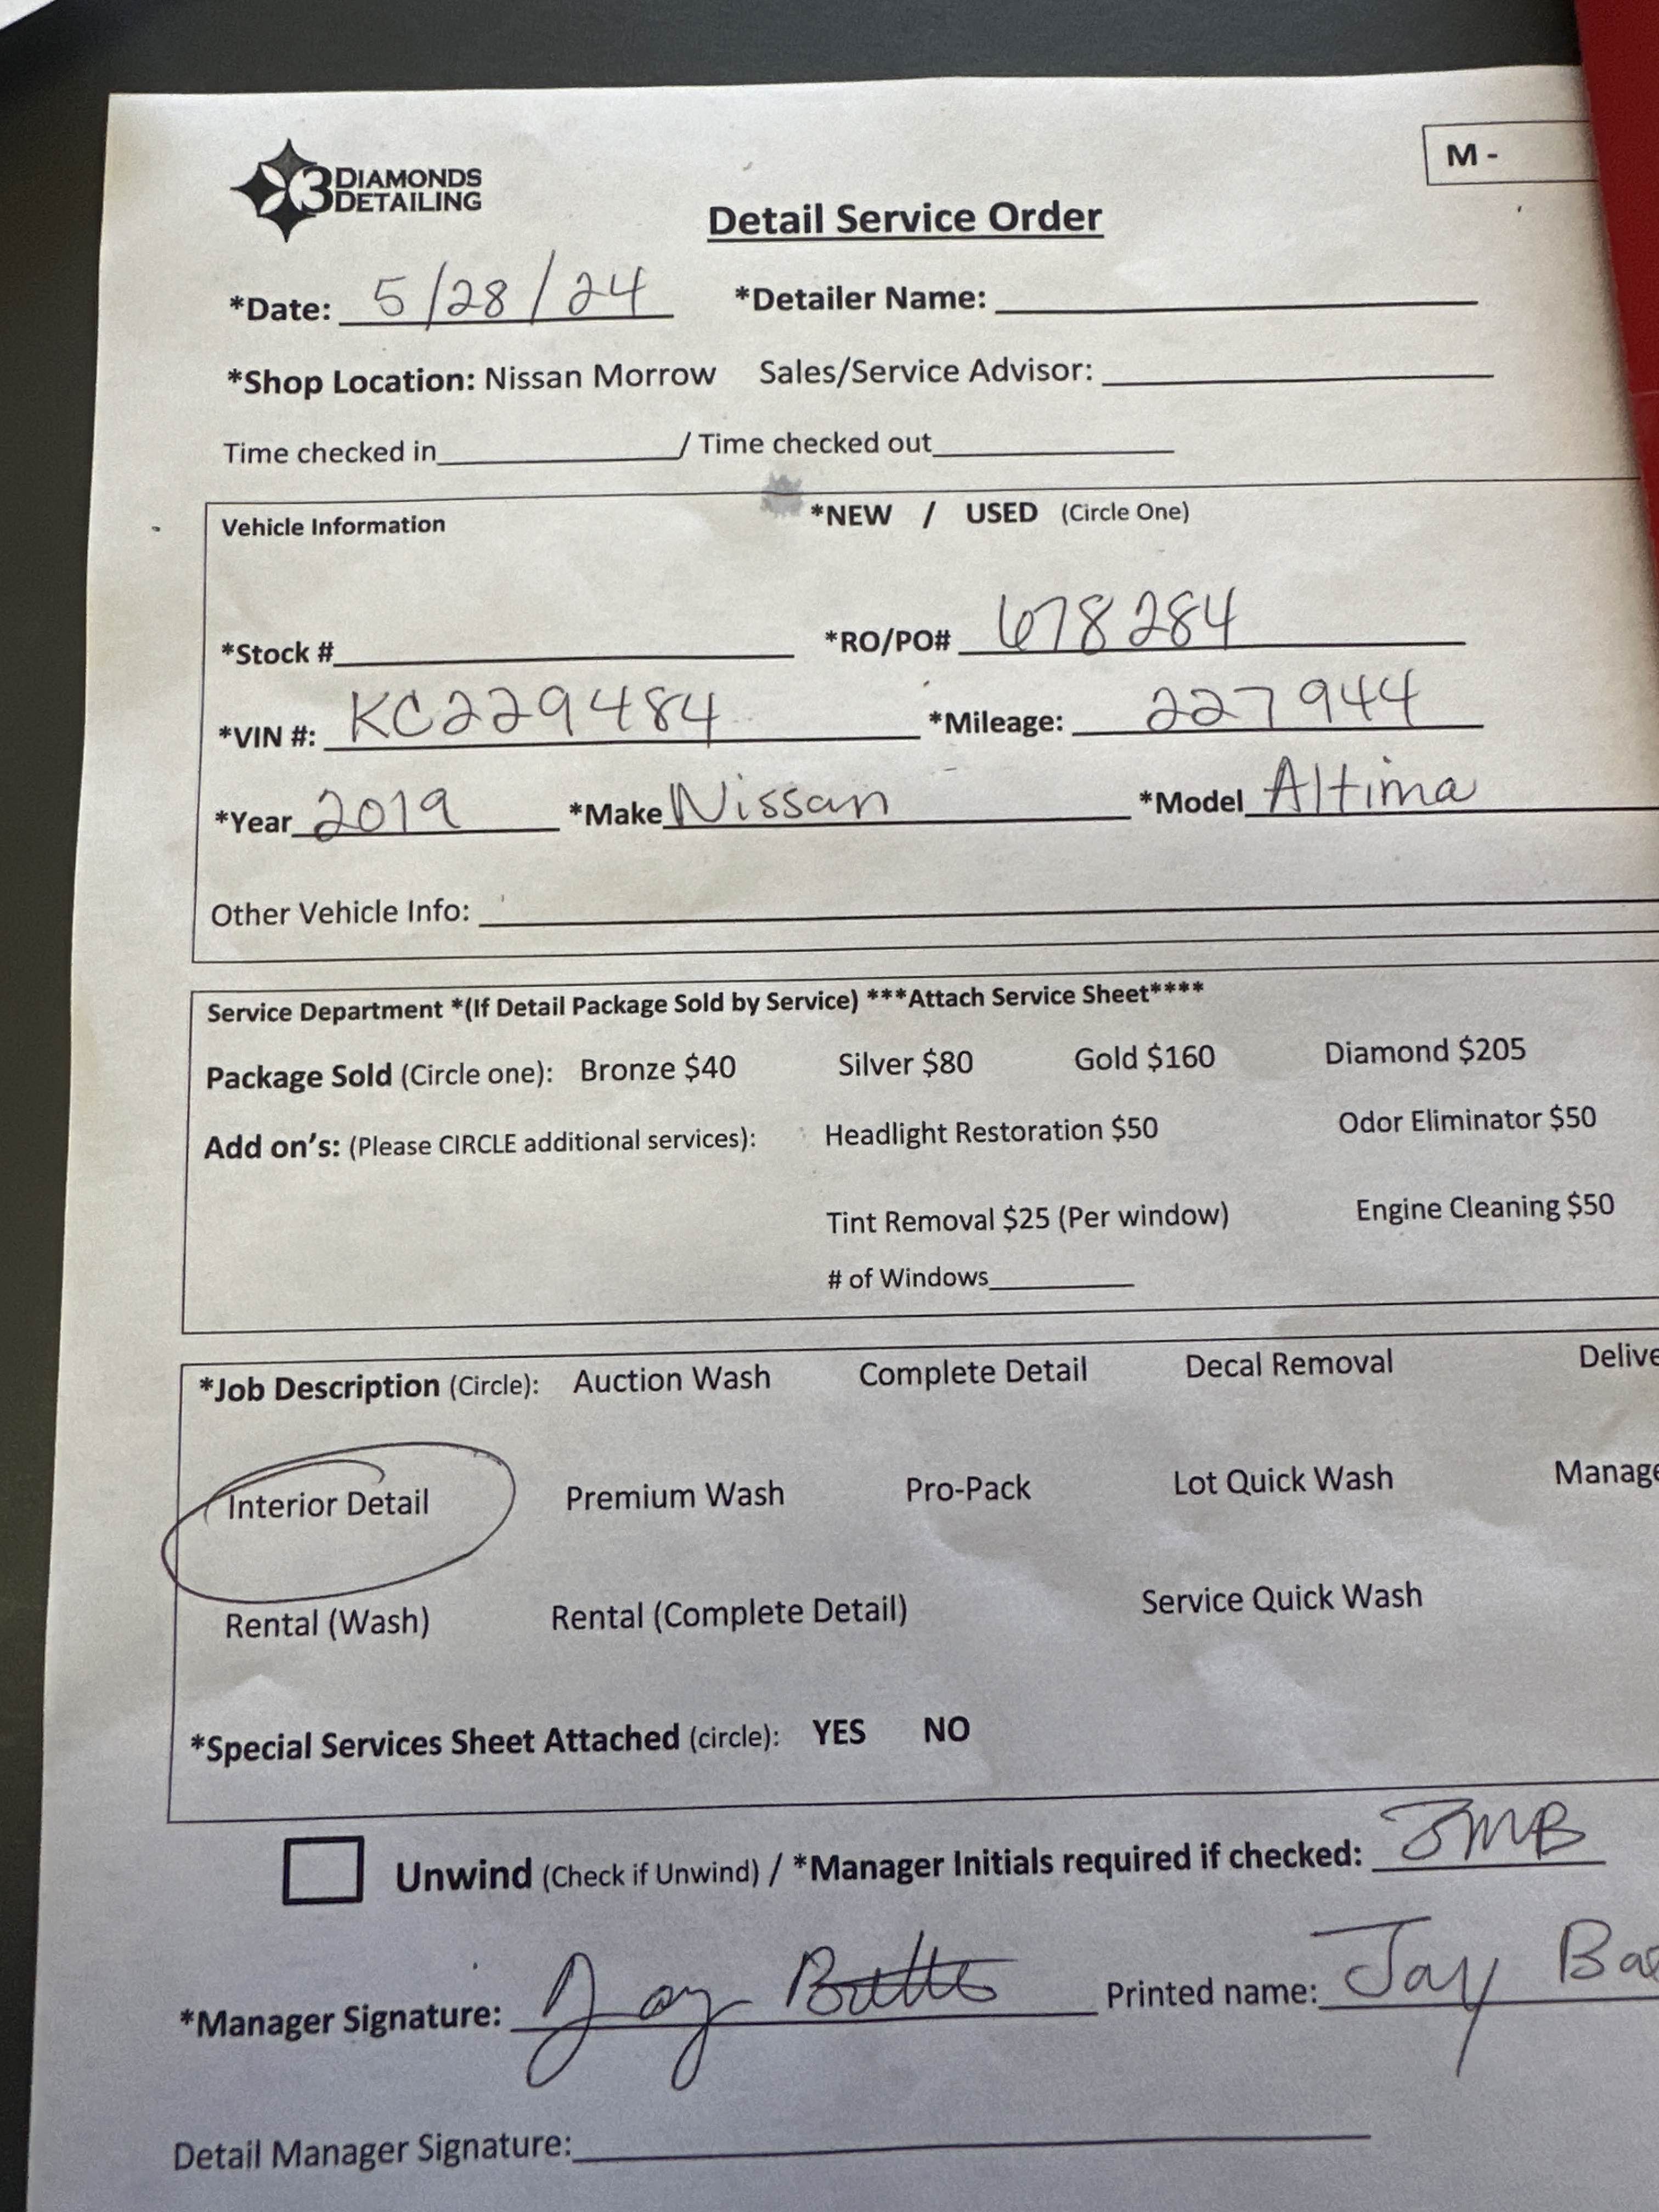 3 DIAMONDS
DETAILING
M -
Detail Service Order
*Date: 5/28/24 *Detailer Name:
*Shop Location: Nissan Morrow Sales/Service Advisor:
Time checked in / Time checked out
Vehicle Information *NEW / USED (Circle One)
*Stock # *RO/PO# 678284
*VIN #: KC229484 *Mileage: 227944
*Year 2019 *Make Nissan *Model Altima
Other Vehicle Info:
Service Department *(If Detail Package Sold by Service) ***Attach Service Sheet****
Package Sold (Circle one): Bronze $40 Silver $80 Gold $160 Diamond $205
Add on's: (Please CIRCLE additional services): Headlight Restoration $50 Odor Eliminator $50
Tint Removal $25 (Per window) Engine Cleaning $50
# of Windows
*Job Description (Circle): Auction Wash Complete Detail Decal Removal Delive
Interior Detail Premium Wash Pro-Pack Lot Quick Wash Manage
Rental (Wash) Rental (Complete Detail) Service Quick Wash
*Special Services Sheet Attached (circle): YES NO
Unwind (Check if Unwind) / *Manager Initials required if checked: JMB
*Manager Signature: Jay Printed name: Jay
Detail Manager Signature: